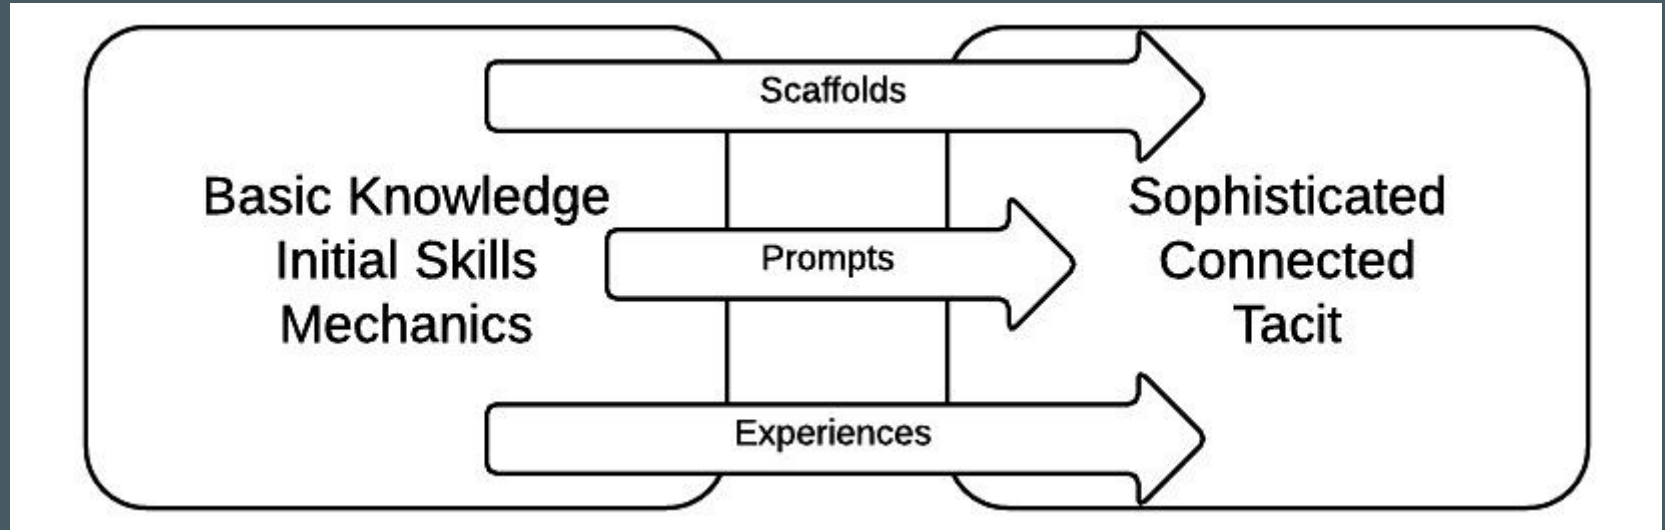 Scaffolds
Basic Knowledge
Initial Skills
Mechanics
Prompts
Experiences
Sophisticated
Connected
Tacit